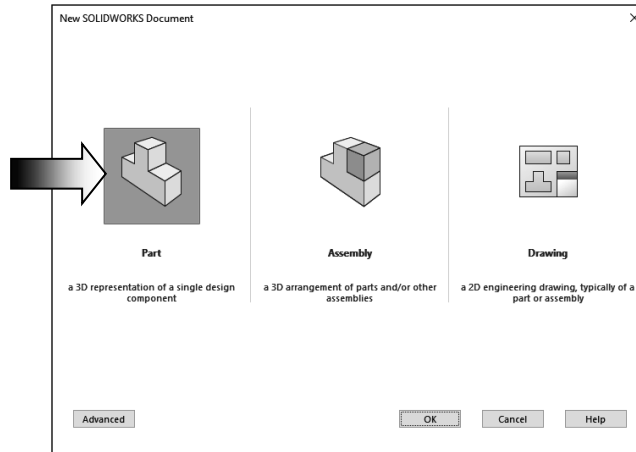 New SOLIDWORKS Document
Part
a 3D representation of a single design
component
Assembly
a 3D arrangement of parts and/or other
assemblies
Drawing
a 2D engineering drawing, typically of a
part or assembly
Advanced
OK
Cancel
Help